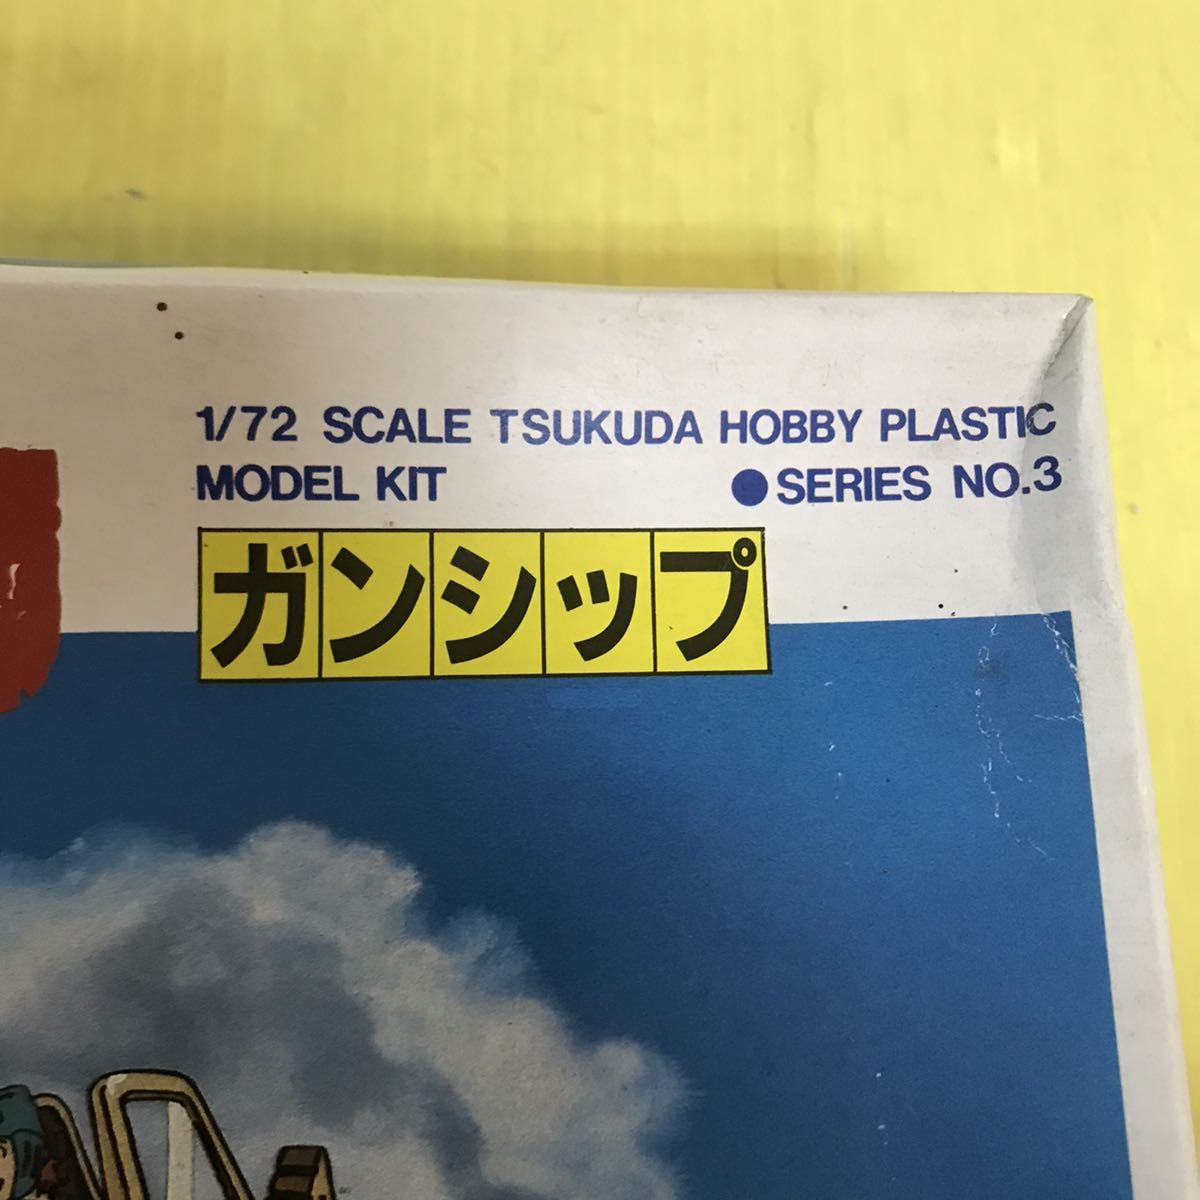 1/72 SCALE TSUKUDA HOBBY PLASTIC
MODEL KIT ●SERIES NO.3
ガンシップ